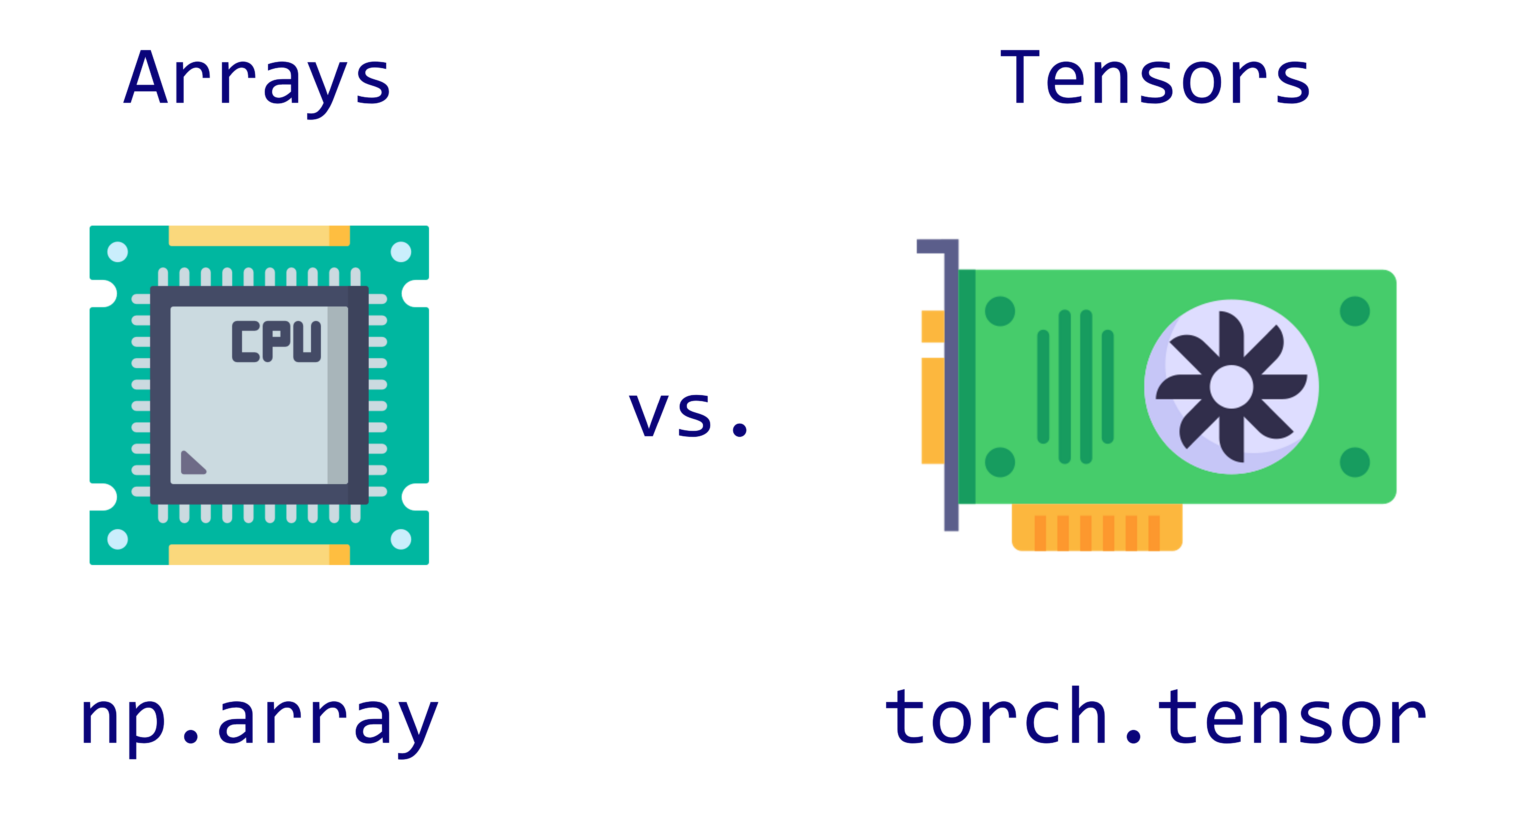 Arrays
Tensors
CPU
vs.
np.array
torch.tensor